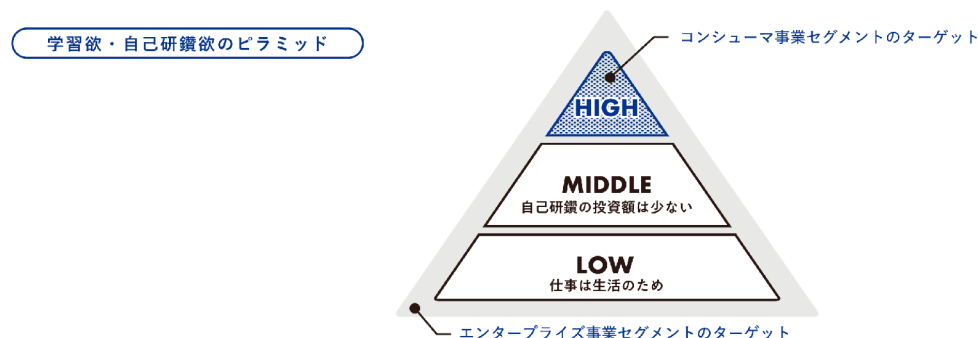 学習欲・自己研鑽欲のピラミッド
コンシューマ事業セグメントのターゲット
HIGH
MIDDLE
自己研鑽の投資額は少ない
LOW
仕事は生活のため
エンタープライズ事業セグメントのターゲット